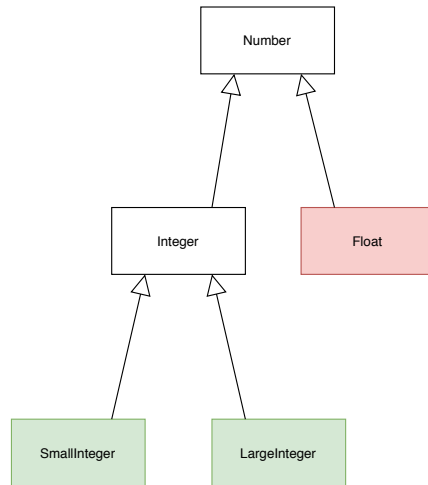 Number
Integer
Float
SmallInteger
LargeInteger